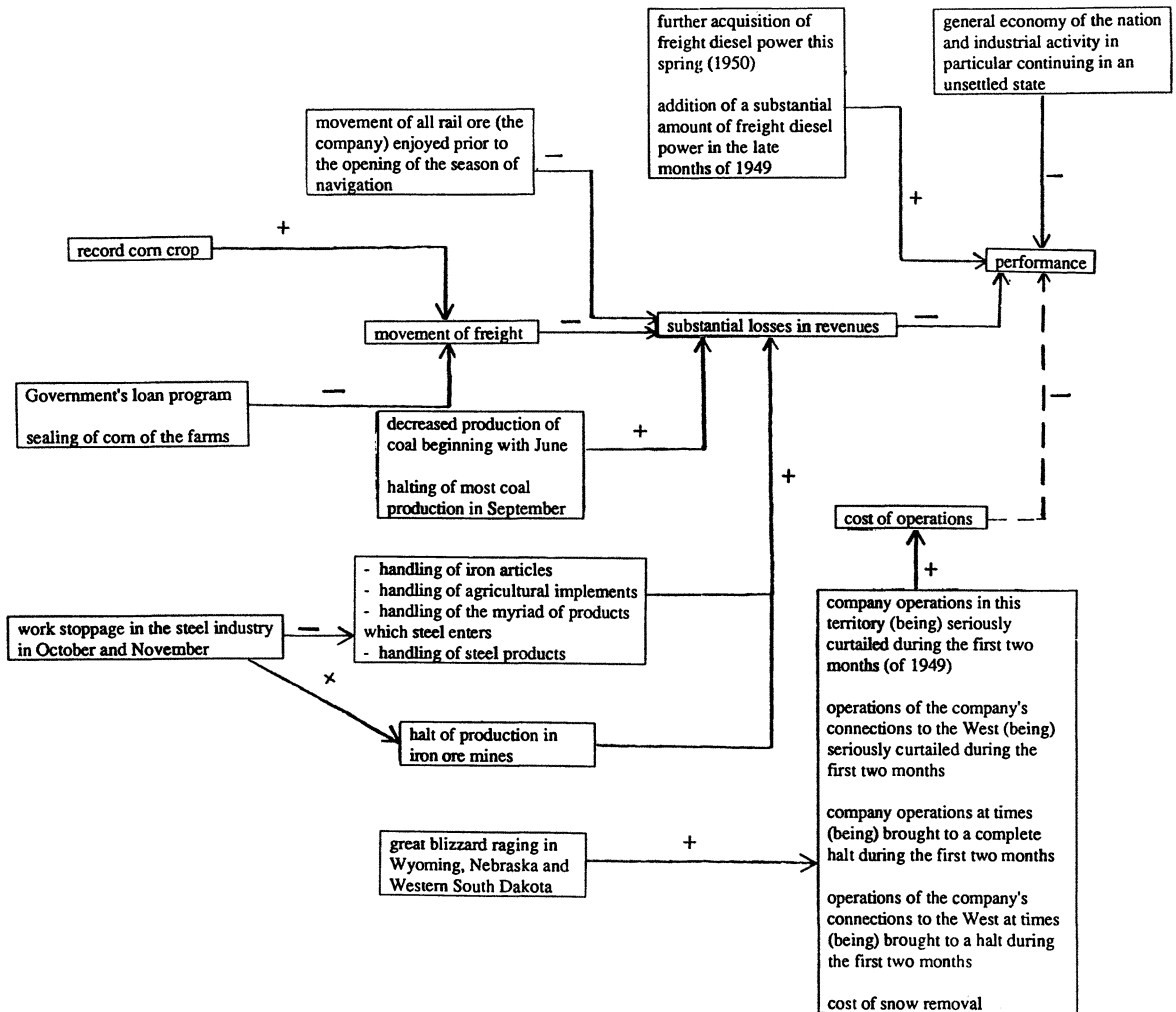 further acquisition of
freight diesel power this
spring (1950)
addition of a substantial
amount of freight diesel
power in the late
months of 1949
general economy of the nation
and industrial activity in
particular continuing in an
unsettled state
movement of all rail ore (the
company) enjoyed prior to
the opening of the season of
navigation
−
+
−
+
record corn crop
performance
movement of freight
−
substantial losses in revenues
−
Government's loan program
sealing of corn of the farms
−
decreased production of
coal beginning with June
halting of most coal
production in September
+
+
−
cost of operations
+
- handling of iron articles
- handling of agricultural implements
- handling of the myriad of products
which steel enters
- handling of steel products
work stoppage in the steel industry
in October and November
−
+
halt of production in
iron ore mines
great blizzard raging in
Wyoming, Nebraska and
Western South Dakota
+
company operations in this
territory (being) seriously
curtailed during the first two
months (of 1949)
operations of the company's
connections to the West (being)
seriously curtailed during the
first two months
company operations at times
(being) brought to a complete
halt during the first two months
operations of the company's
connections to the West at times
(being) brought to a halt during
the first two months
cost of snow removal